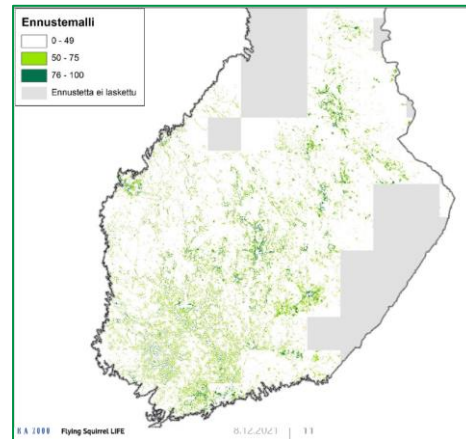 Ennustemalli
0 - 49
50 - 75
76 - 100
Ennustetta ei laskettu
Flying Squirrel LIFE
8.12.2021 | 11